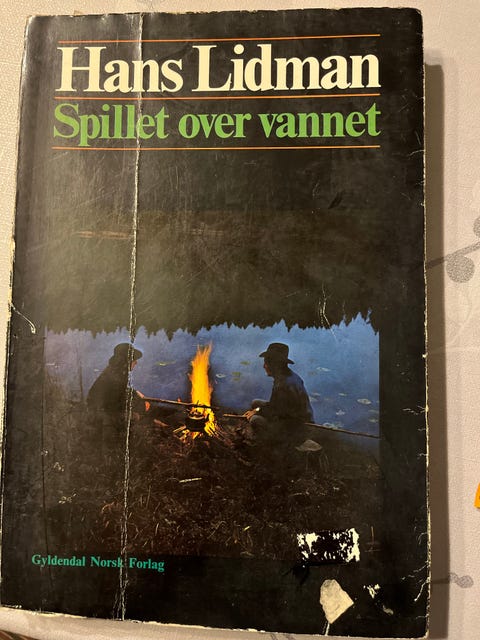 Hans Lidman
Spillet over vannet
Gyldendal Norsk Forlag